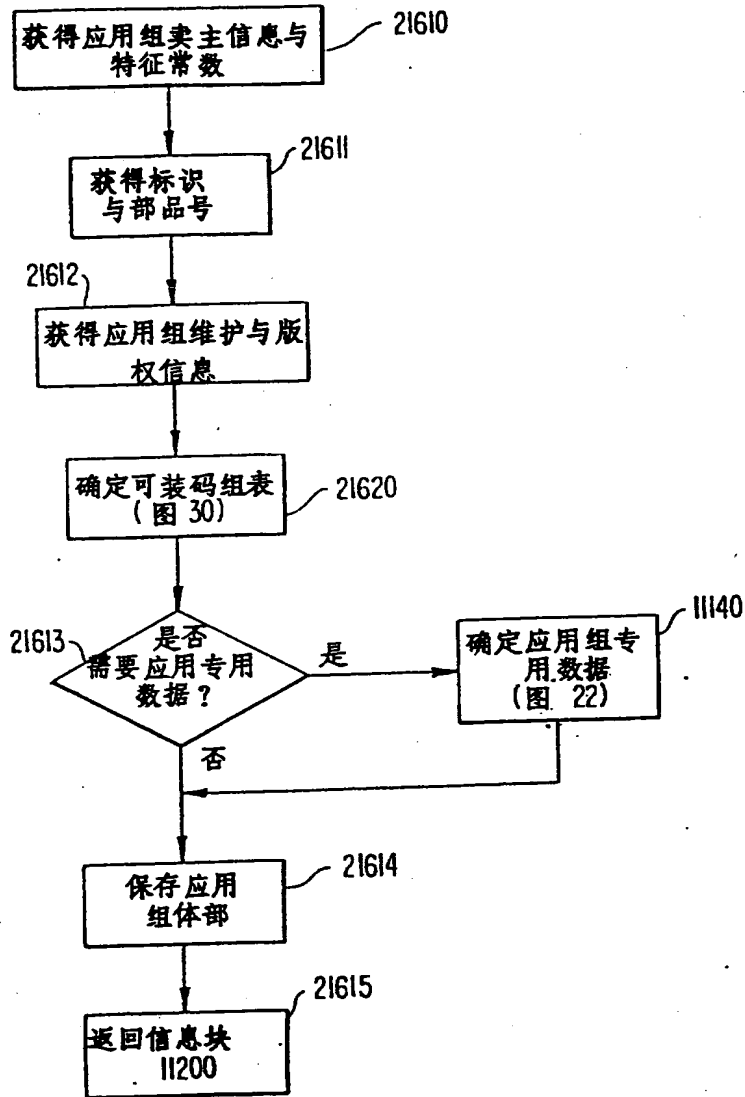 获得应用组卖主信息与
特征常数
21610
21611
获得标识
与部品号
21612
获得应用组维护与版
权信息
确定可装码组表
(图 30)
21620
21613
是否
需要应用专用
数据?
是
11140
确定应用组专
用数据
(图 22)
否
21614
保存应用
组体部
21615
返回信息块
11200